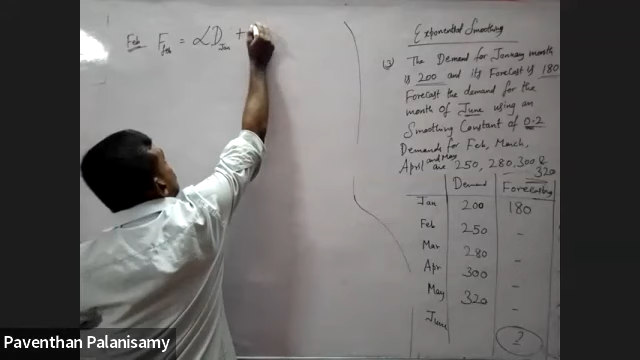 Feb F_feb = αD_Jan +
Exponential Smoothing
③ The Demand for January month
is 200 and its Forecast is 180
Forecast the demand for the
month of June using an
Smoothing Constant of 0.2
Demands for Feb, March,
April and May are 250, 280, 300 & 320
Demand Forecasting
Jan 200 180
Feb 250 -
Mar 280 -
Apr 300 -
May 320 -
June ?
Paventhan Palanisamy